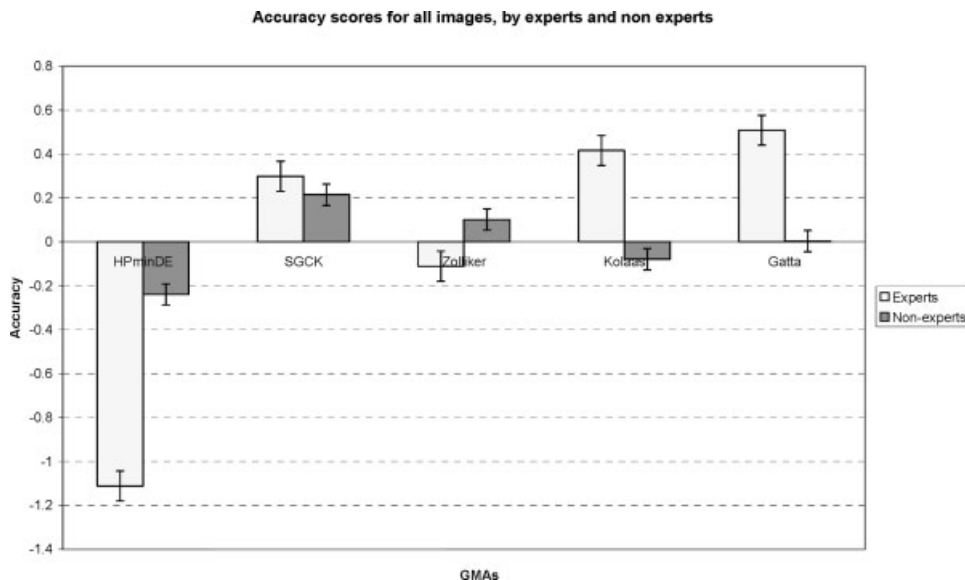 Accuracy scores for all images, by experts and non experts
0.8
0.6
0.4
0.2
0
-0.2
-0.4
-0.6
-0.8
-1
-1.2
-1.4
Accuracy
HPminDE
SGCK
Zolliker
Kolaas
Gatta
GMAs
Experts
Non-experts